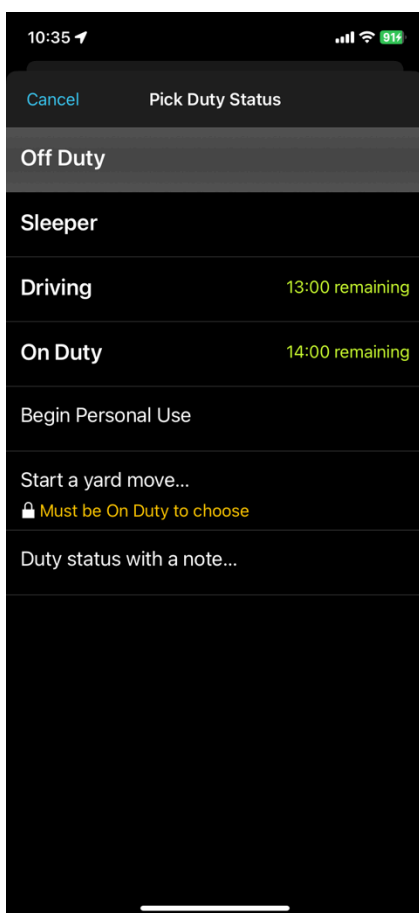 10:35
91
Cancel
Pick Duty Status
Off Duty
Sleeper
Driving
13:00 remaining
On Duty
14:00 remaining
Begin Personal Use
Start a yard move...
Must be On Duty to choose
Duty status with a note...